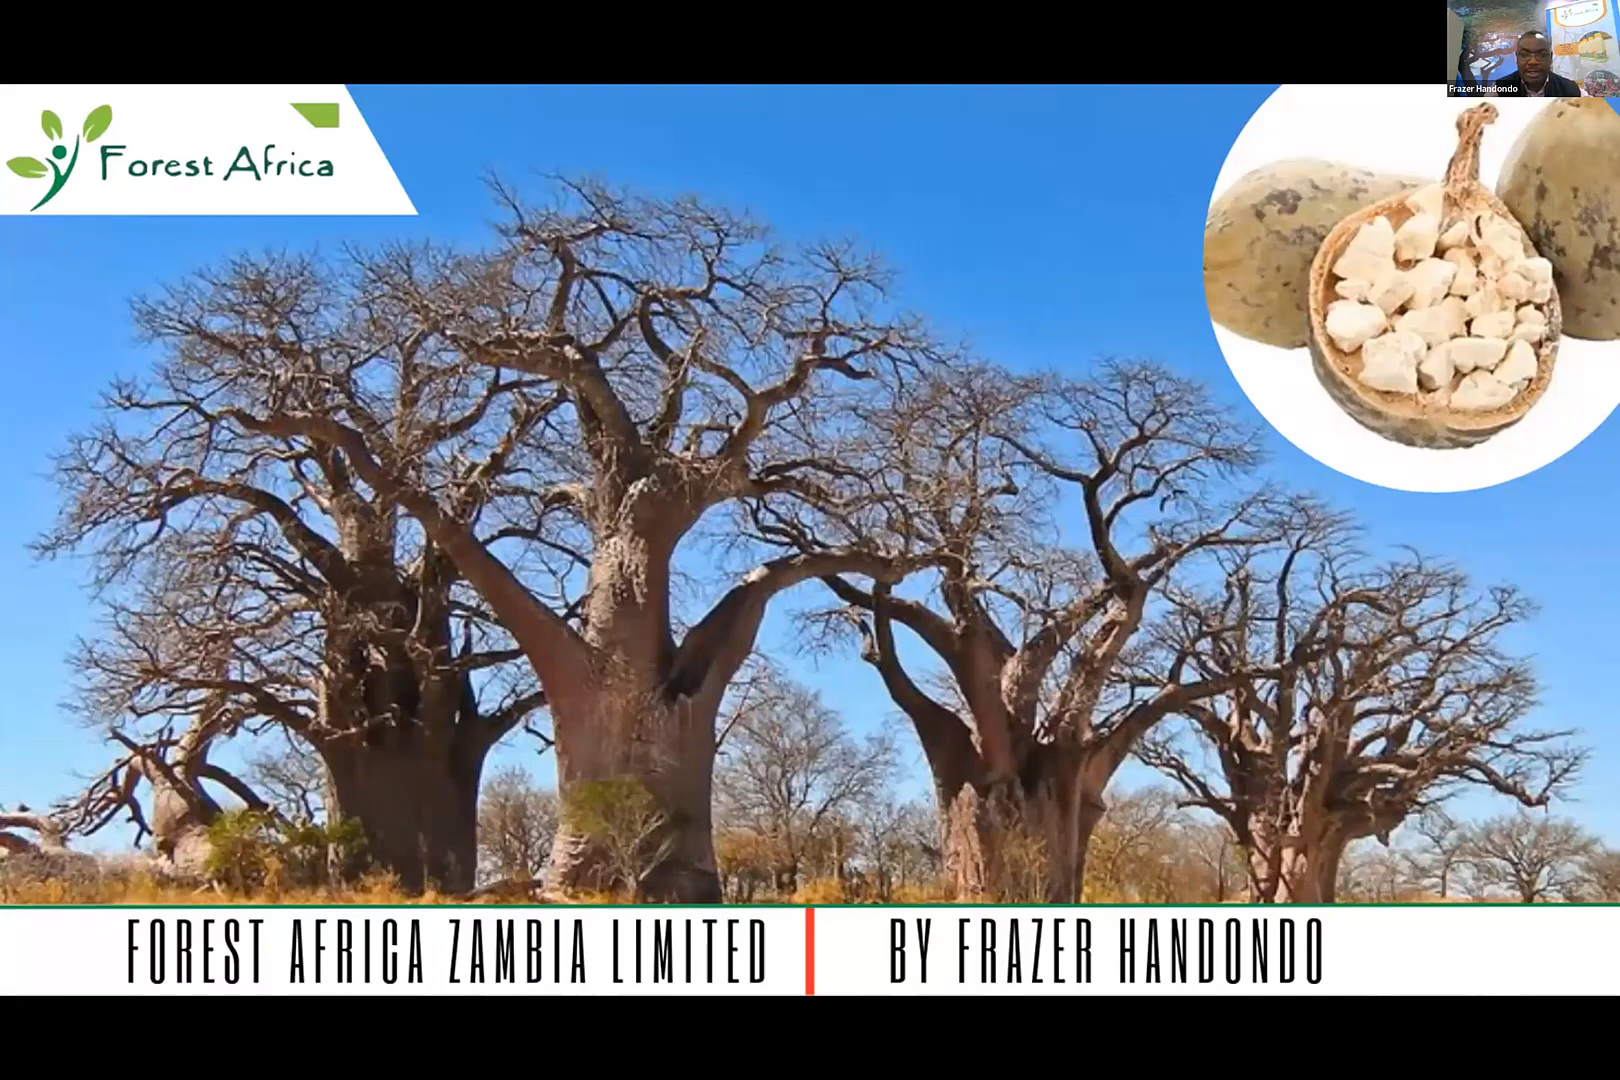 Frazer Handondo
Forest Africa
FOREST AFRICA ZAMBIA LIMITED
BY FRAZER HANDONDO